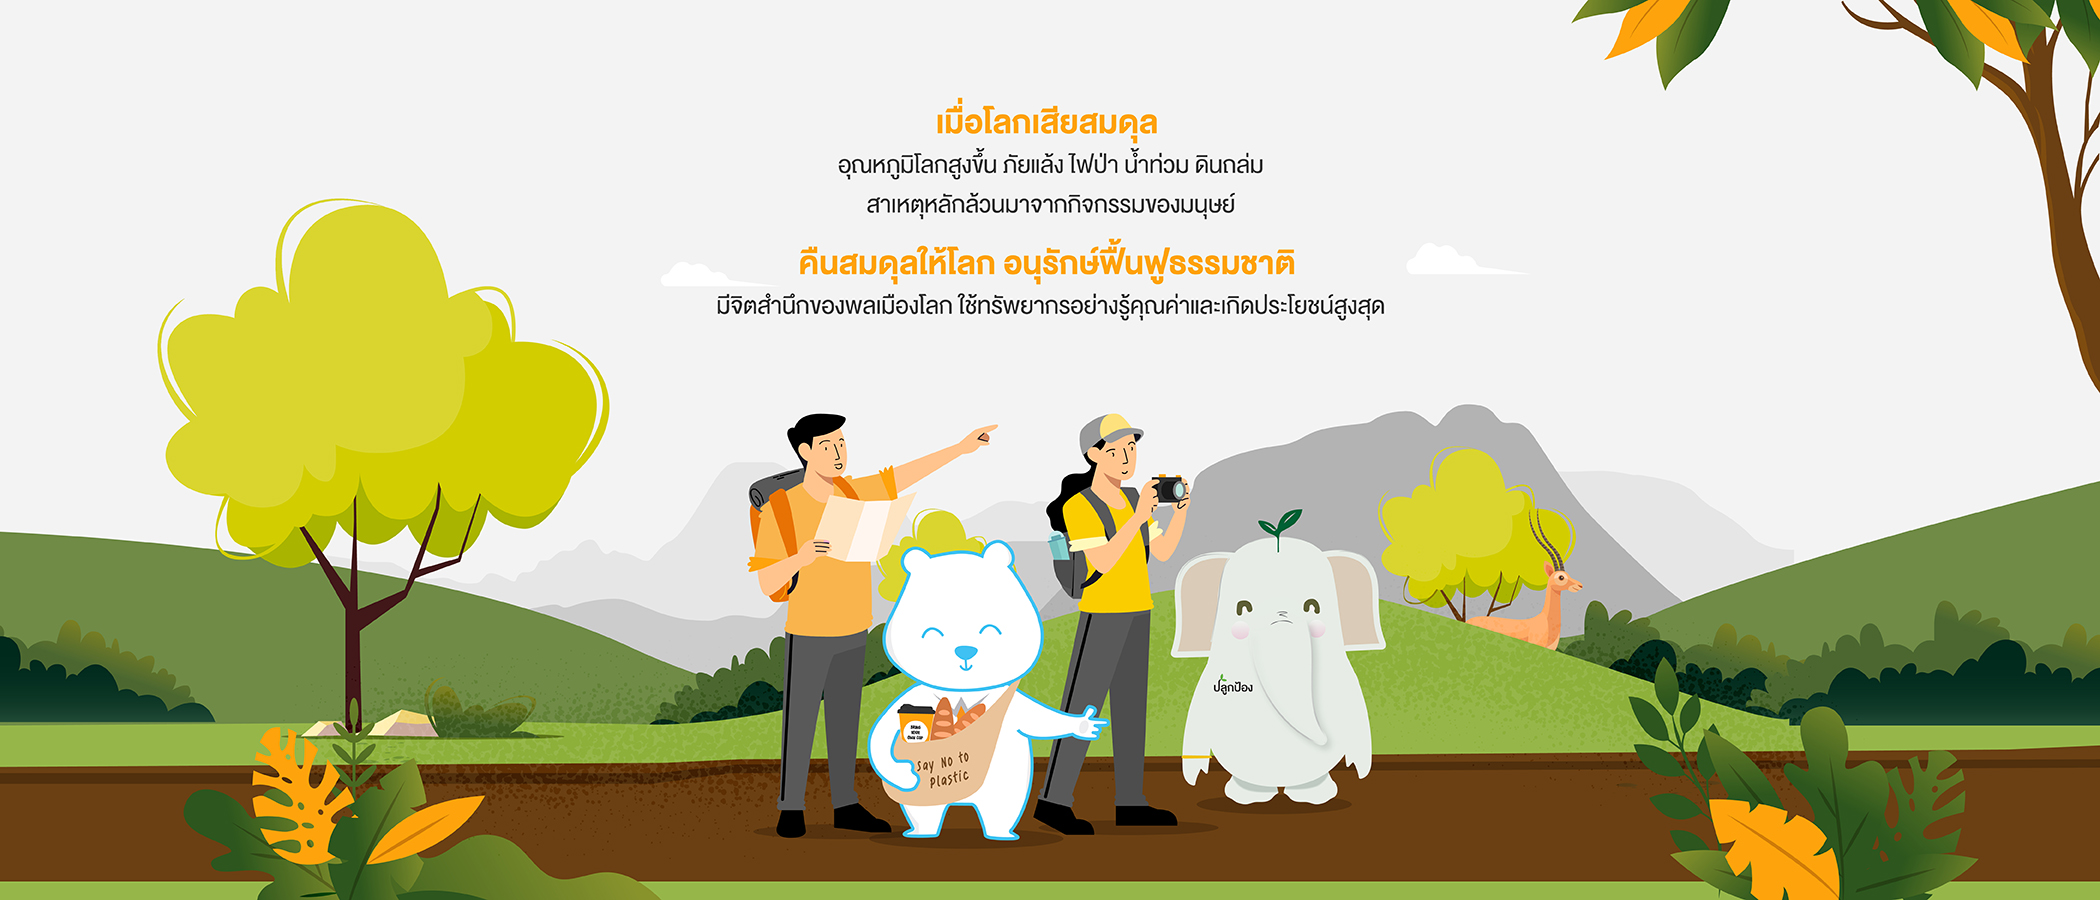 เมื่อโลกเสียสมดุล
อุณหภูมิโลกสูงขึ้น ภัยแล้ง ไฟป่า น้ำท่วม ดินถล่ม
สาเหตุหลักล้วนมาจากกิจกรรมของมนุษย์
คืนสมดุลให้โลก อนุรักษ์ฟื้นฟูธรรมชาติ
มีจิตสำนึกของพลเมืองโลก ใช้ทรัพยากรอย่างรู้คุณค่าและเกิดประโยชน์สูงสุด
ปลูกป้อง
BRING
YOUR
OWN CUP
Say No to
plastic